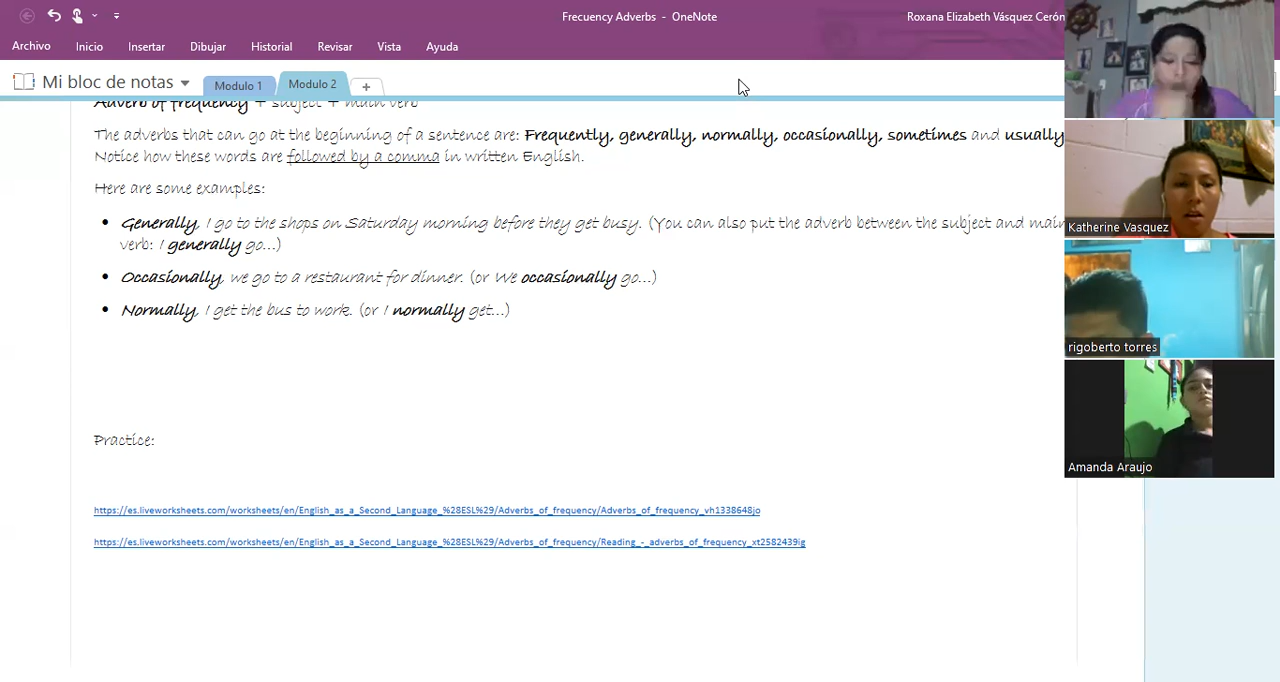 Frecuency Adverbs - OneNote
Roxana Elizabeth Vásquez Cerón
Archivo Inicio Insertar Dibujar Historial Revisar Vista Ayuda
Mi bloc de notas Modulo 1 Modulo 2 +
Adverb of frequency + subject + main verb
The adverbs that can go at the beginning of a sentence are: Frequently, generally, normally, occasionally, sometimes and usually
Notice how these words are followed by a comma in written English.
Here are some examples:
• Generally, I go to the shops on Saturday morning before they get busy. (You can also put the adverb between the subject and main
verb: I generally go...)
• Occasionally, we go to a restaurant for dinner. (or We occasionally go...)
• Normally, I get the bus to work. (or I normally get...)
Practice:
https://es.liveworksheets.com/worksheets/en/English_as_a_Second_Language_%28ESL%29/Adverbs_of_frequency/Adverbs_of_frequency_vh1338648jo
https://es.liveworksheets.com/worksheets/en/English_as_a_Second_Language_%28ESL%29/Adverbs_of_frequency/Reading_-_adverbs_of_frequency_xt2582439ig
Katherine Vasquez
rigoberto torres
Amanda Araujo